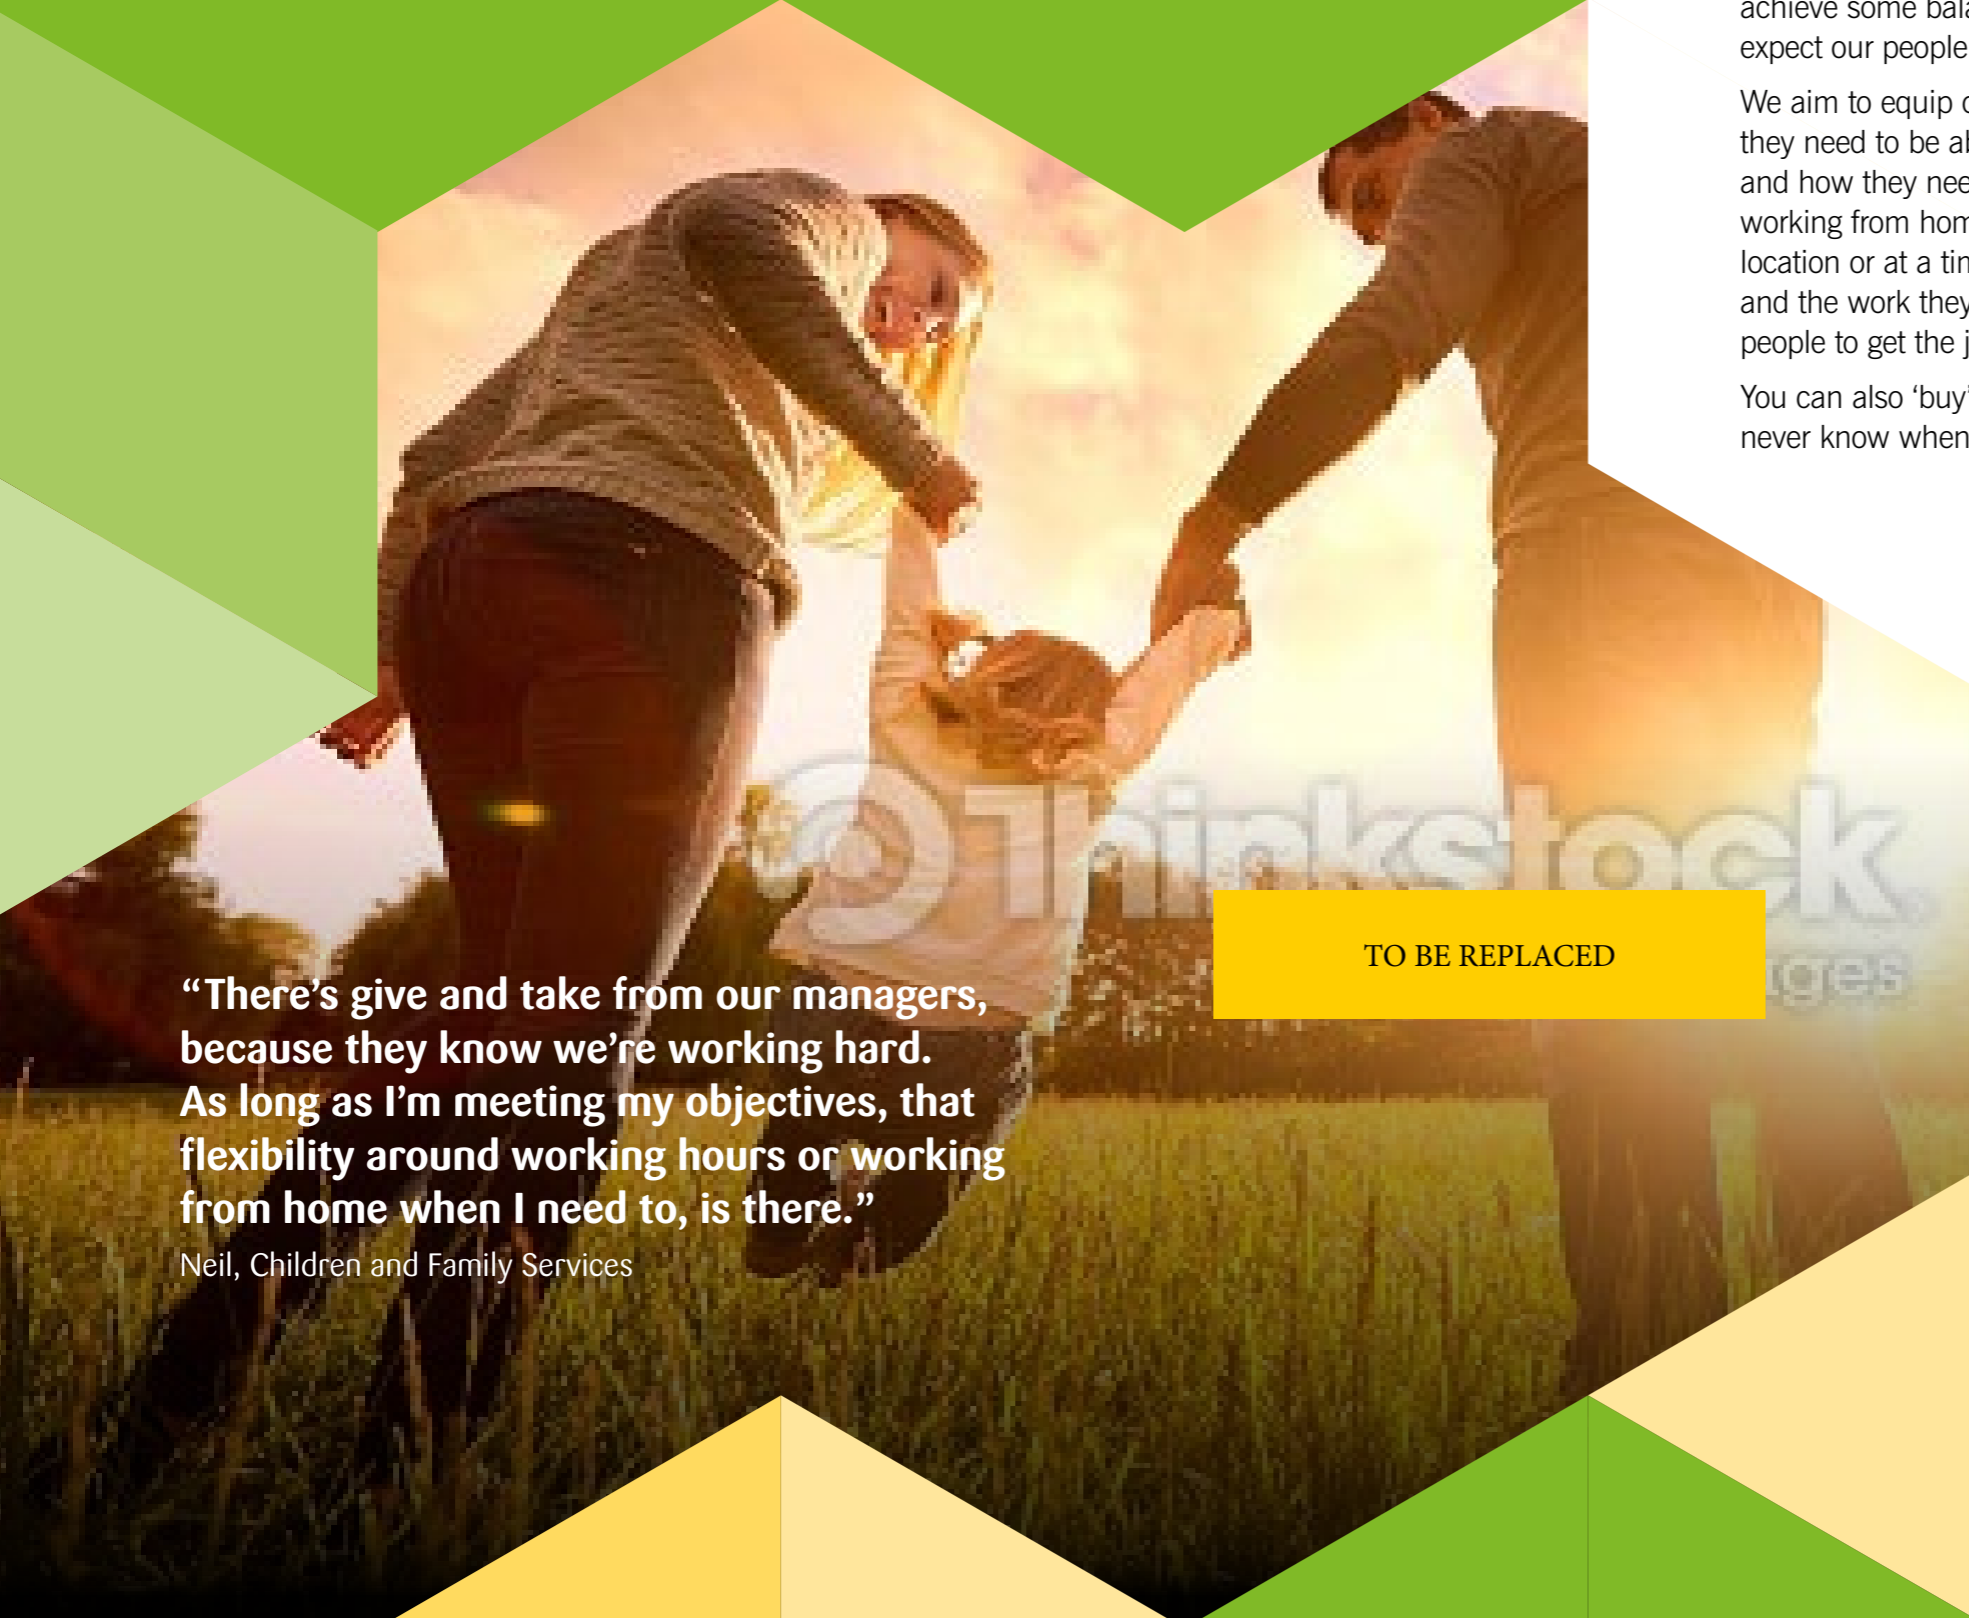 achieve some
expect our people
We aim to equip
they need to be
and how they
working from
location or at a
and the work they
people to get the
You can also ‘buy’
never know when
©Thinkstock
TO BE REPLACED
“There’s give and take from our managers,
because they know we’re working hard.
As long as I’m meeting my objectives, that
flexibility around working hours or working
from home when I need to, is there.”
Neil, Children and Family Services